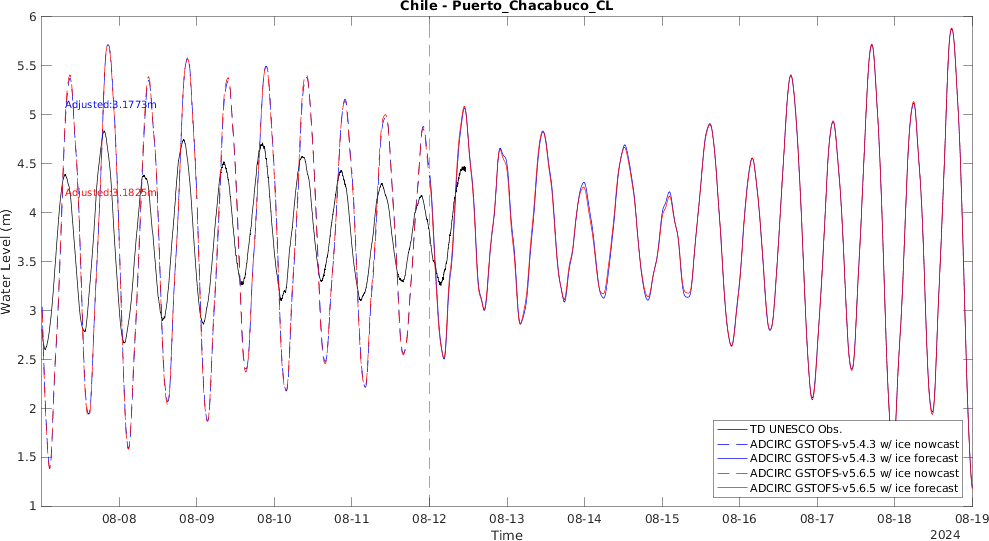 Chile - Puerto_Chacabuco_CL
6
5.5
5
4.5
4
3.5
3
2.5
2
1.5
1
Water Level (m)
Adjusted:3.1773m
Adjusted:3.1825m
TD UNESCO Obs.
ADCIRC GSTOFS-v5.4.3 w/ ice nowcast
ADCIRC GSTOFS-v5.4.3 w/ ice forecast
ADCIRC GSTOFS-v5.6.5 w/ ice nowcast
ADCIRC GSTOFS-v5.6.5 w/ ice forecast
08-08 08-09 08-10 08-11 08-12 08-13 08-14 08-15 08-16 08-17 08-18 08-19
Time
2024